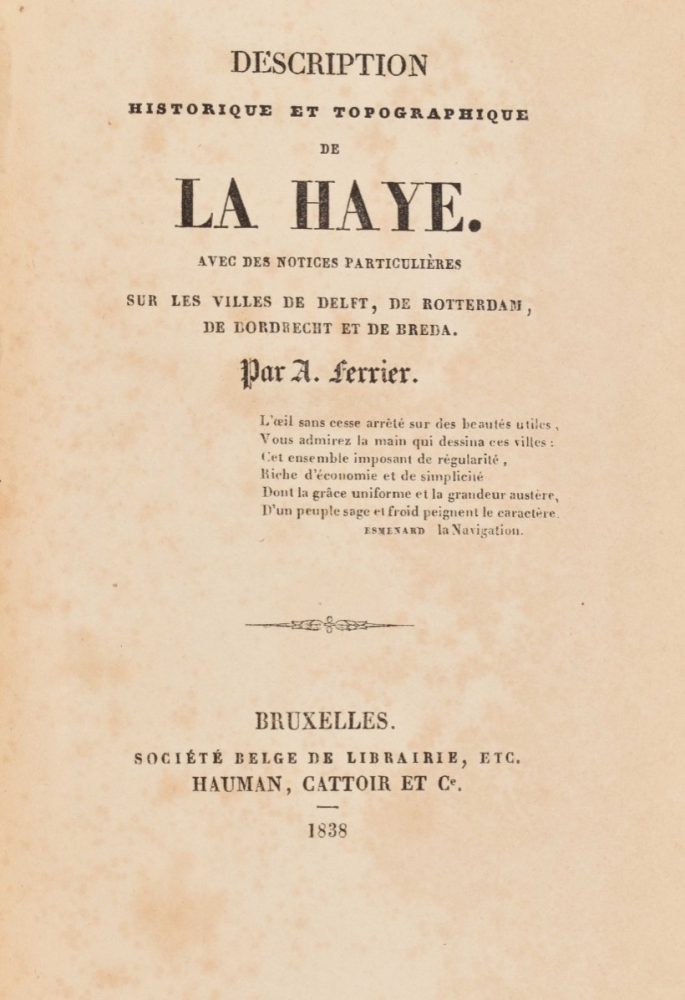 DESCRIPTION
HISTORIQUE ET TOPOGRAPHIQUE
DE
LA HAYE.
AVEC DES NOTICES PARTICULIÈRES
SUR LES VILLES DE DELFT, DE ROTTERDAM,
DE DORDRECHT ET DE BREDA.
Par A. Ferrier.
L'œil sans cesse arrêté sur des beautés utiles,
Vous admirez la main qui dessina ces villes :
Cet ensemble imposant de régularité,
Riche d'économie et de simplicité
Dont la grâce uniforme et la grandeur austère,
D'un peuple sage et froid peignent le caractère.
ESMENARD la Navigation.
BRUXELLES.
SOCIÉTÉ BELGE DE LIBRAIRIE, ETC.
HAUMAN, CATTOIR ET Cᵉ.
1838